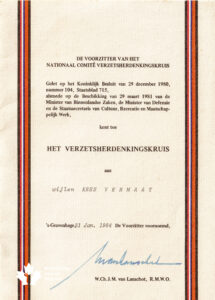 DE VOORZITTER VAN HET
NATIONAAL COMITÉ VERZETSHERDENKINGSKRUIS
Gelet op het Koninklijk Besluit van 29 december 1980,
nummer 104, Staatsblad 715,
alsmede op de Beschikking van 29 maart 1981 van de
Minister van Binnenlandse Zaken, de Minister van Defensie
en de Staatssecretaris van Cultuur, Recreatie en Maatschap-
pelijk Werk,
kent toe
HET VERZETSHERDENKINGSKRUIS
aan
wijlen KEES VERMAAT
's-Gravenhage, 31 Jan. 1984 De Voorzitter voornoemd,
W.Ch.J.M. van Lanschot, R.M.W.O.